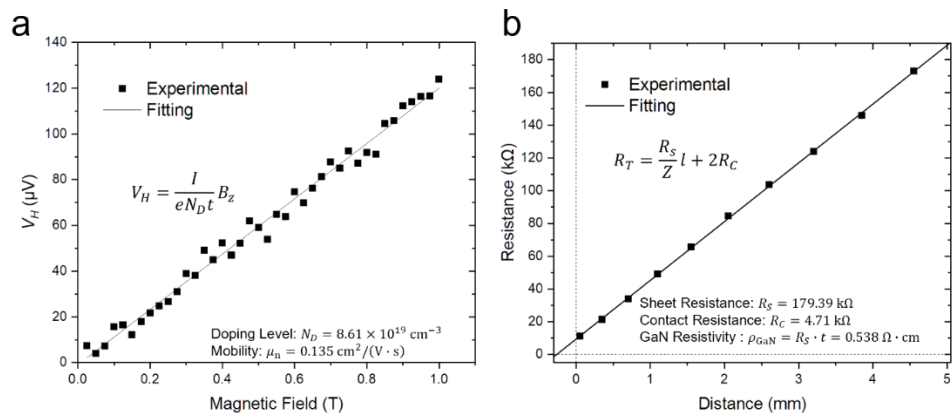 a
V_H (μV)
140
120
100
80
60
40
20
0
Experimental
Fitting
V_H = I / (eN_D t) B_z
Doping Level: N_D = 8.61 × 10^19 cm^−3
Mobility: μ_n = 0.135 cm^2/(V · s)
0.0 0.2 0.4 0.6 0.8 1.0
Magnetic Field (T)
b
Resistance (kΩ)
180
160
140
120
100
80
60
40
20
0
Experimental
Fitting
R_T = R_s / Z l + 2R_C
Sheet Resistance: R_S = 179.39 kΩ
Contact Resistance: R_C = 4.71 kΩ
GaN Resistivity : ρ_GaN = R_S · t = 0.538 Ω · cm
0 1 2 3 4 5
Distance (mm)